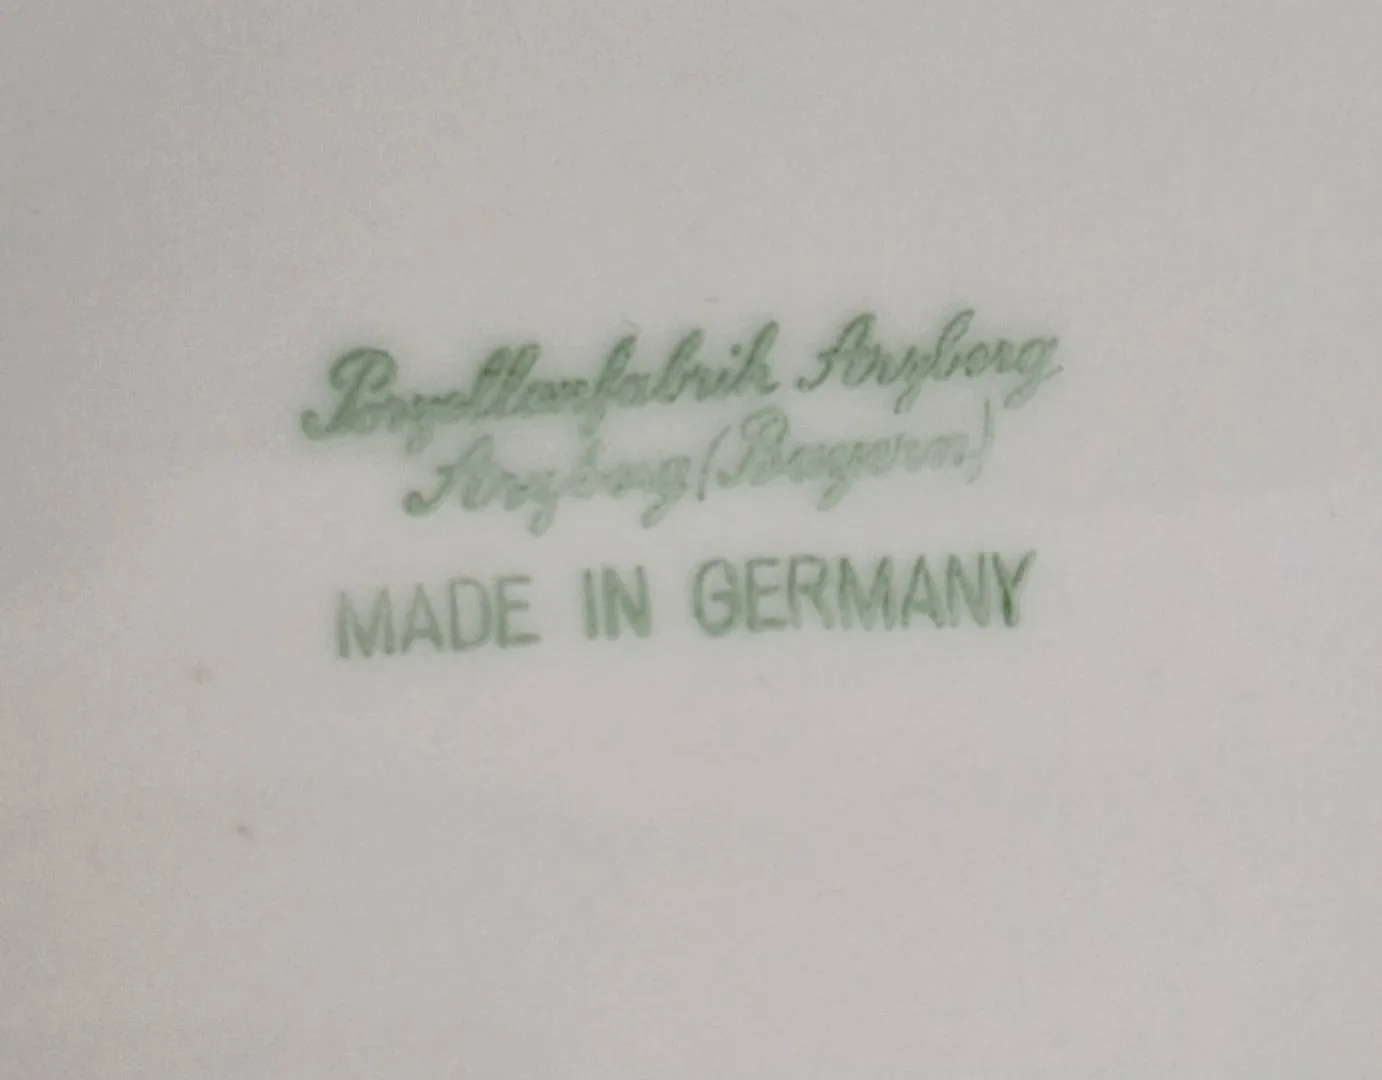 Porzellanfabrik Arzberg
Arzberg (Bayern)
MADE IN GERMANY